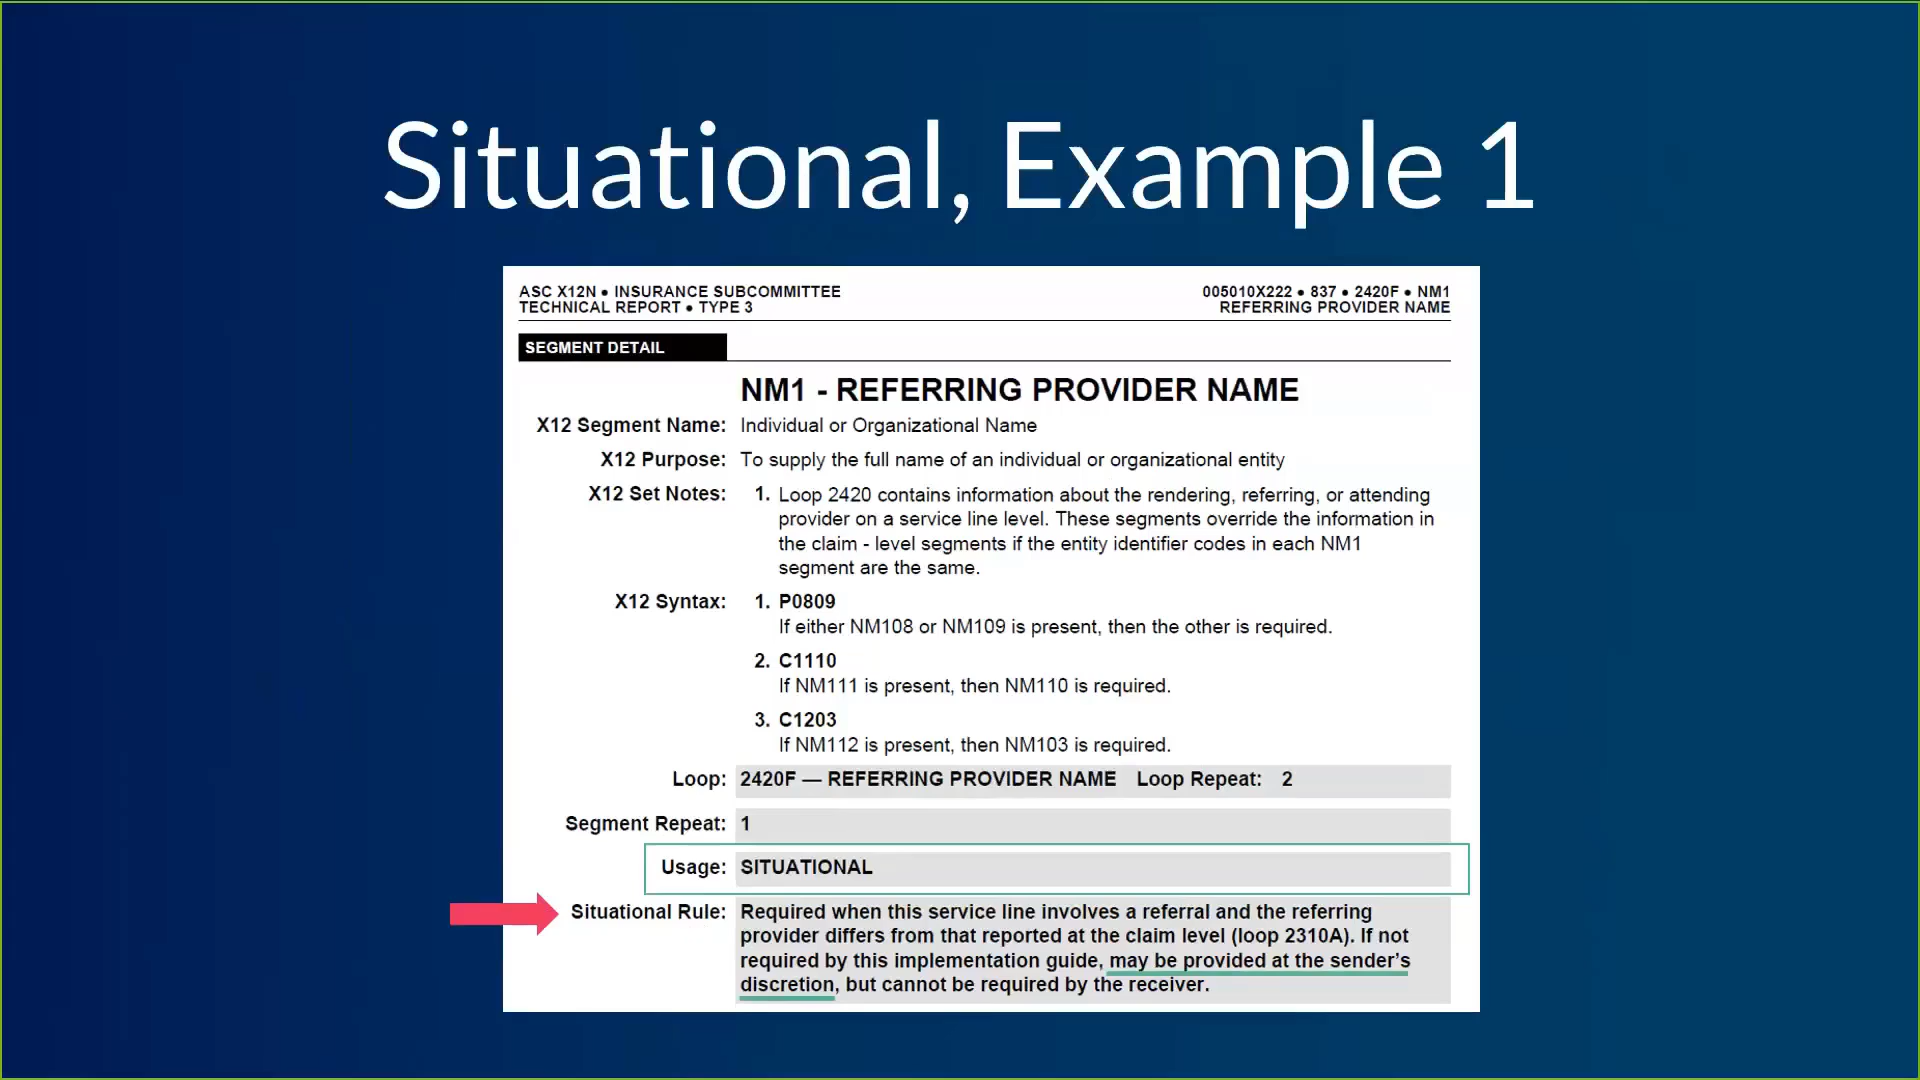 Situational, Example 1
ASC X12N • INSURANCE SUBCOMMITTEE
TECHNICAL REPORT • TYPE 3
005010X222 • 837 • 2420F • NM1
REFERRING PROVIDER NAME
SEGMENT DETAIL
NM1 - REFERRING PROVIDER NAME
X12 Segment Name: Individual or Organizational Name
X12 Purpose: To supply the full name of an individual or organizational entity
X12 Set Notes: 1. Loop 2420 contains information about the rendering, referring, or attending
provider on a service line level. These segments override the information in
the claim - level segments if the entity identifier codes in each NM1
segment are the same.
X12 Syntax: 1. P0809
If either NM108 or NM109 is present, then the other is required.
2. C1110
If NM111 is present, then NM110 is required.
3. C1203
If NM112 is present, then NM103 is required.
Loop: 2420F — REFERRING PROVIDER NAME Loop Repeat: 2
Segment Repeat: 1
Usage: SITUATIONAL
Situational Rule: Required when this service line involves a referral and the referring
provider differs from that reported at the claim level (loop 2310A). If not
required by this implementation guide, may be provided at the sender's
discretion, but cannot be required by the receiver.